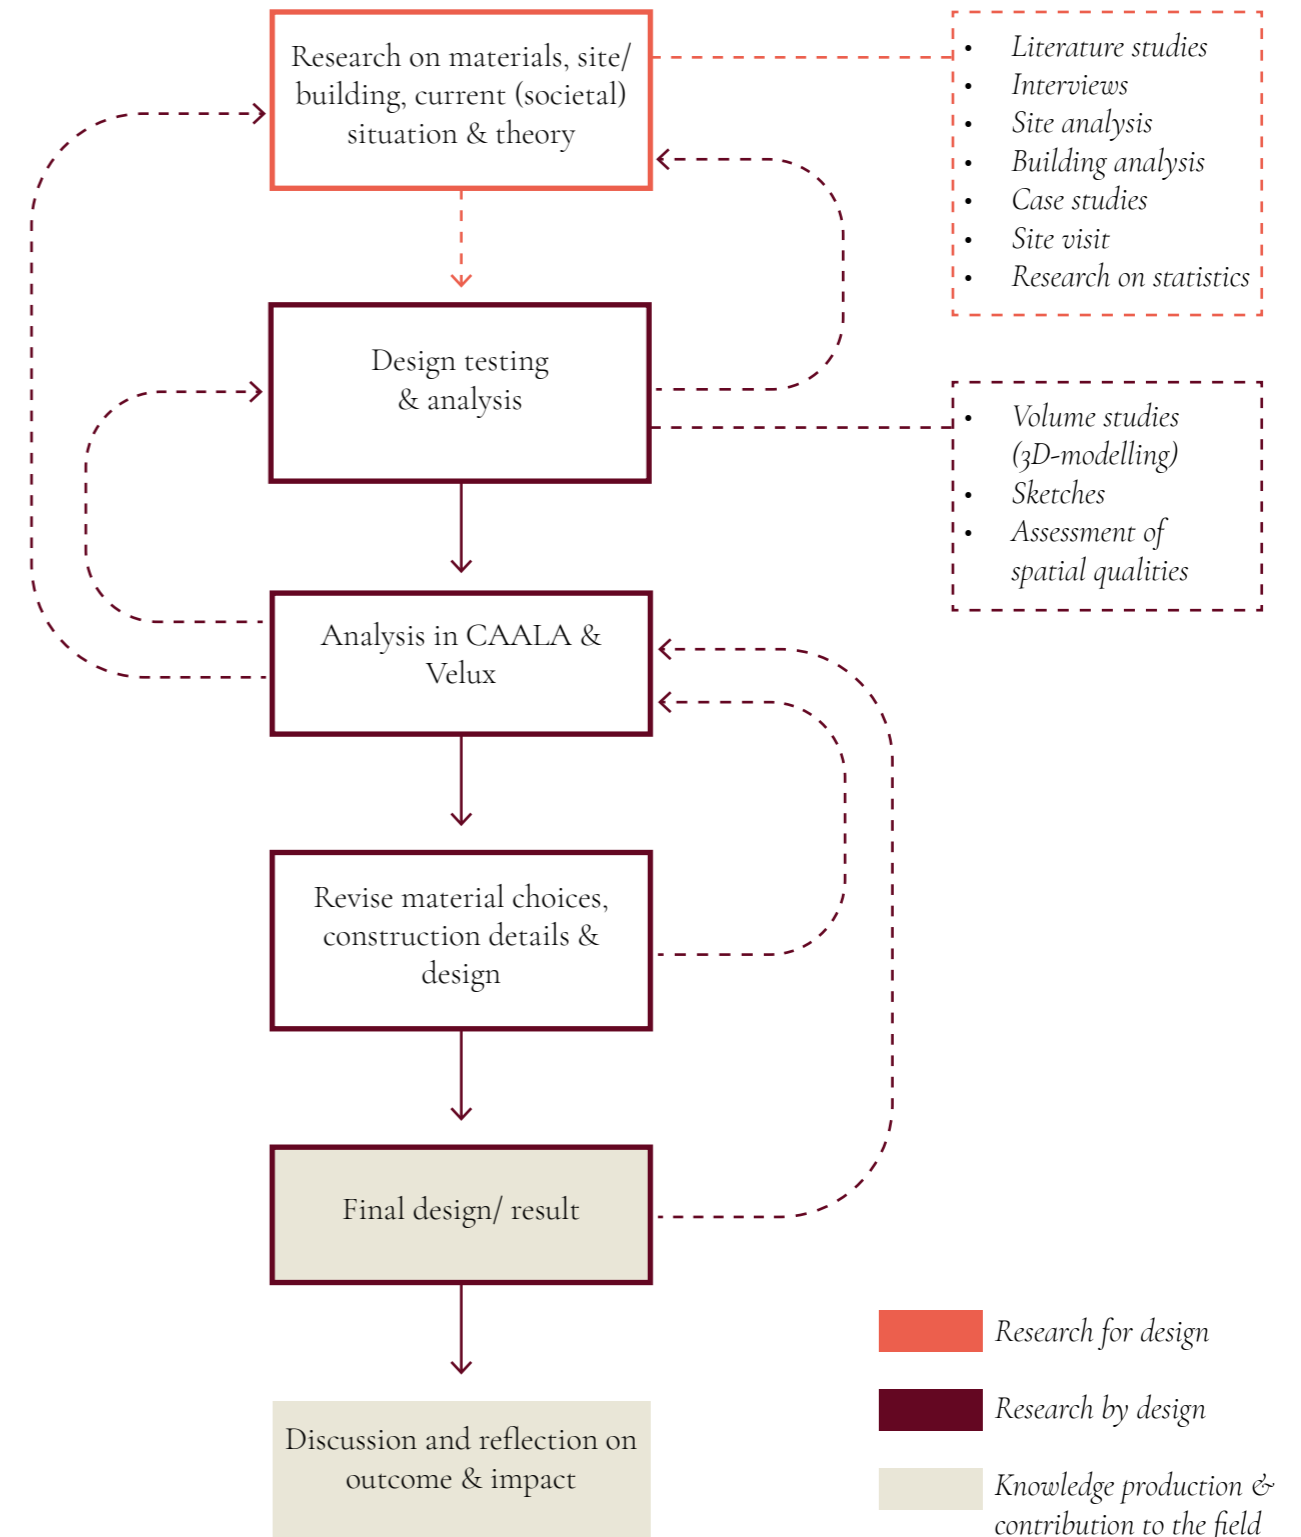 Research on materials, site/
building, current (societal)
situation & theory
• Literature studies
• Interviews
• Site analysis
• Building analysis
• Case studies
• Site visit
• Research on statistics
Design testing
& analysis
• Volume studies
(3D-modelling)
• Sketches
• Assessment of
spatial qualities
Analysis in CAALA &
Velux
Revise material choices,
construction details &
design
Final design/ result
Discussion and reflection on
outcome & impact
Research for design
Research by design
Knowledge production &
contribution to the field